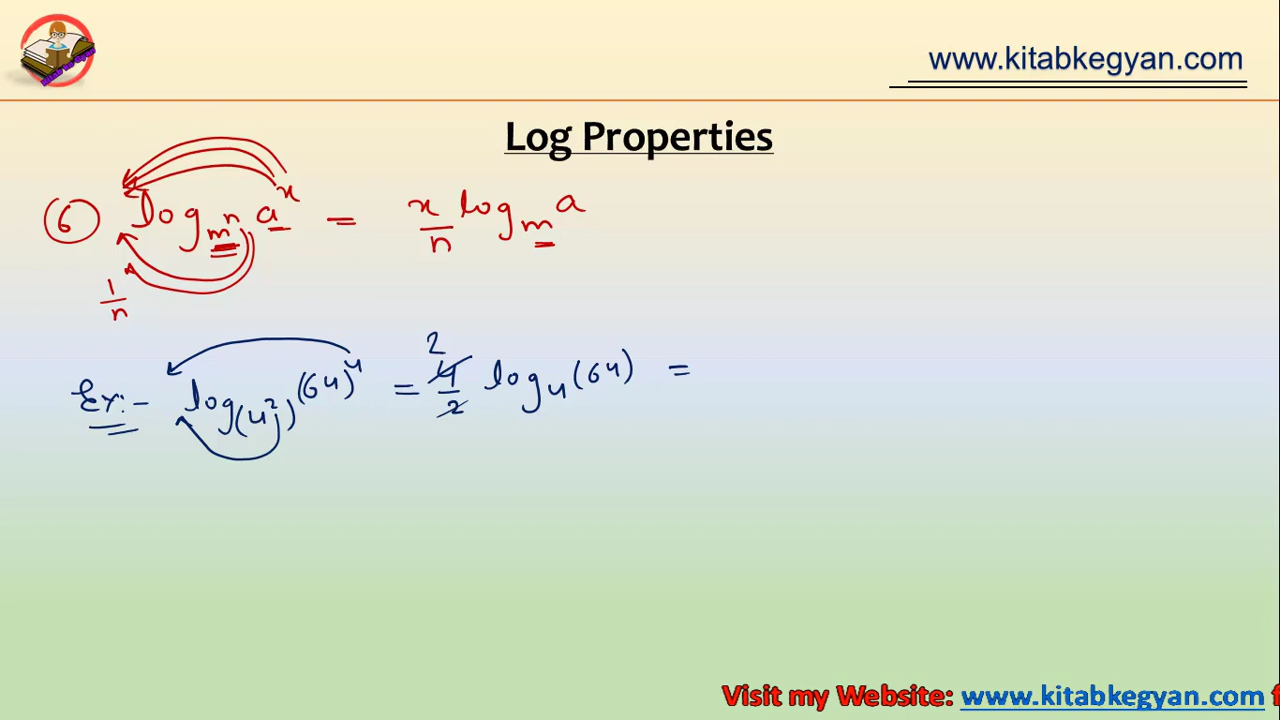 www.kitabkegyan.com
Log Properties
⑥ log_{m^n} a^x = x/n log_m a
1/n
Ex:- log_{(4^2)} (64)^4 = 4/2 log_4 (64) =
2
Visit my Website: www.kitabkegyan.com f